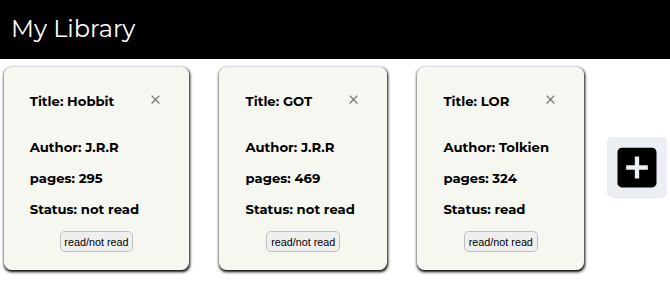 My Library
Title: Hobbit ×
Author: J.R.R
pages: 295
Status: not read
read/not read
Title: GOT ×
Author: J.R.R
pages: 469
Status: not read
read/not read
Title: LOR ×
Author: Tolkien
pages: 324
Status: read
read/not read